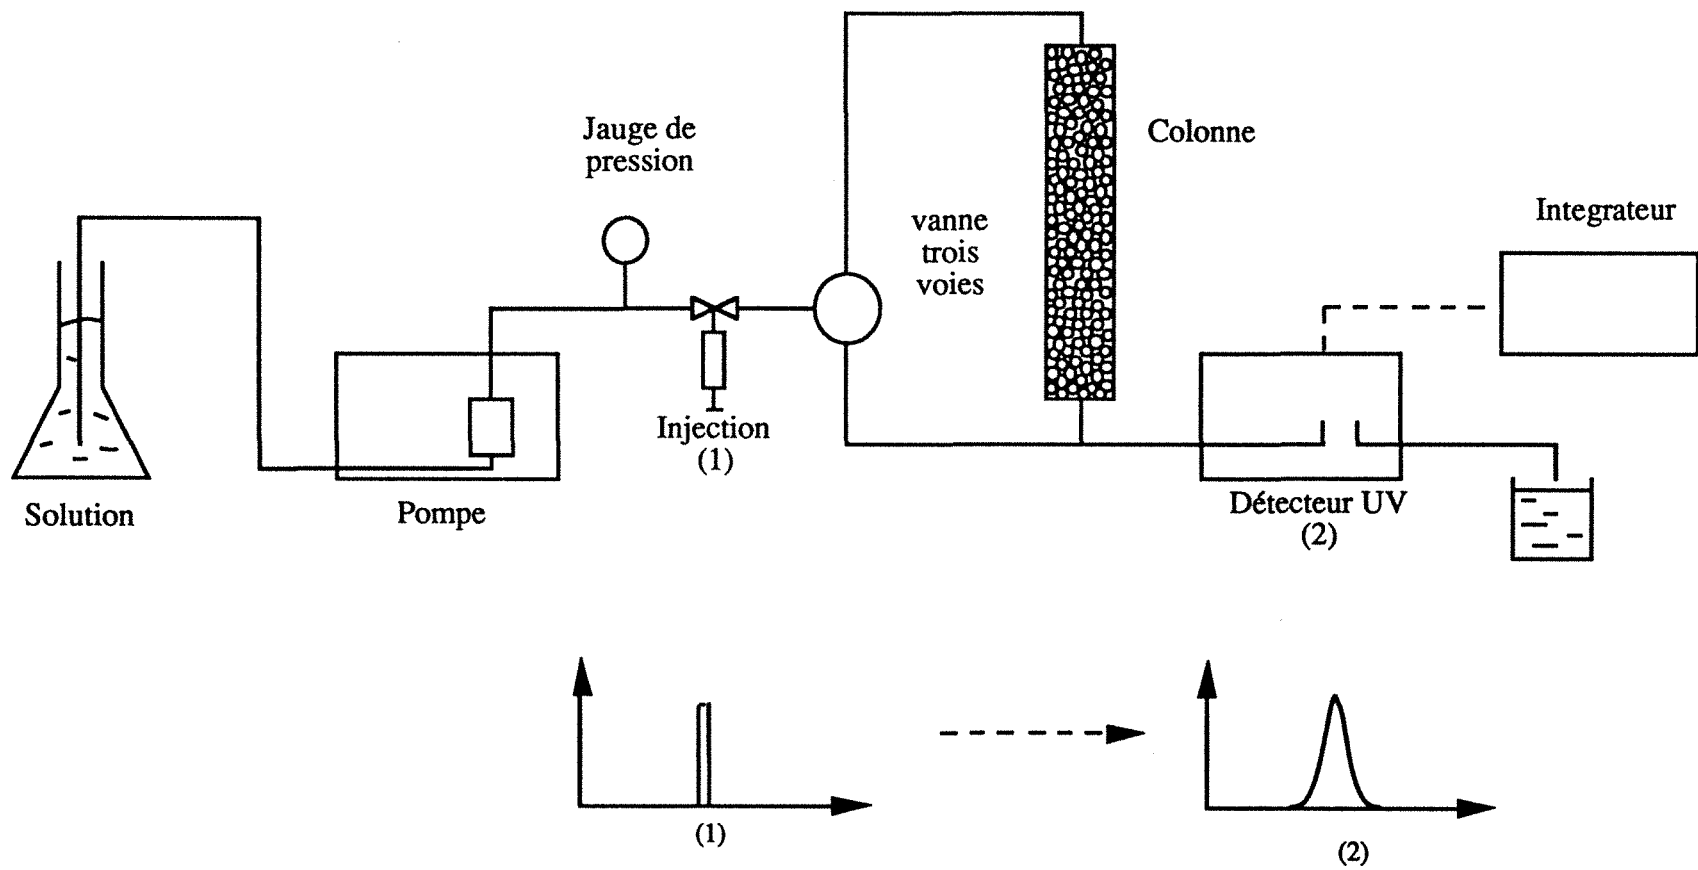 Jauge de
pression
Colonne
vanne
trois
voies
Integrateur
Injection
(1)
Solution
Pompe
Détecteur UV
(2)
(1)
(2)